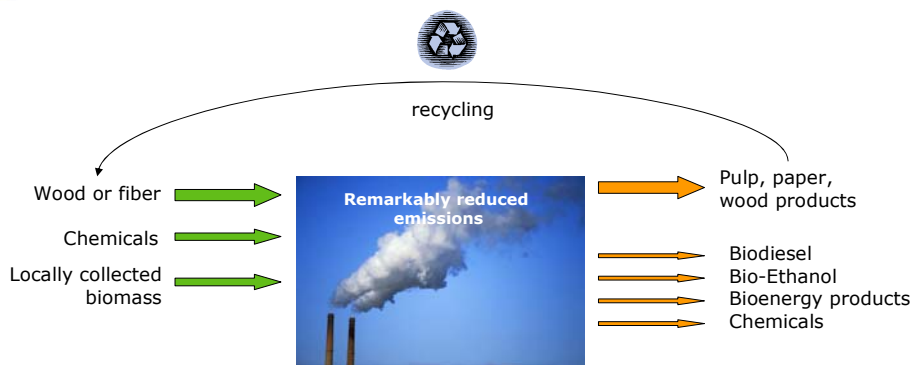 recycling
Wood or fiber
Chemicals
Locally collected
biomass
Remarkably reduced
emissions
Pulp, paper,
wood products
Biodiesel
Bio-Ethanol
Bioenergy products
Chemicals